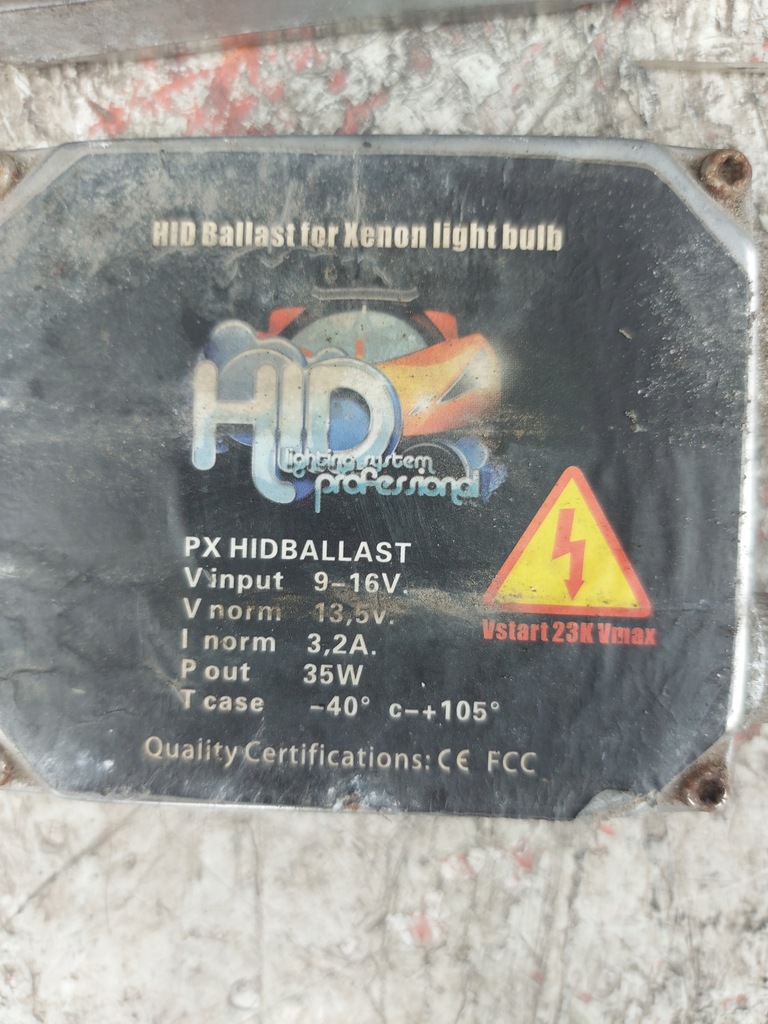 HID Ballast for Xenon light bulb
HID
lighting system
professional
PX HIDBALLAST
V input 9-16V.
V norm 13,5v.
I norm 3,2A.
P out 35W
T case -40° c-+105°
Vstart 23K Vmax
Quality Certifications: CE FCC